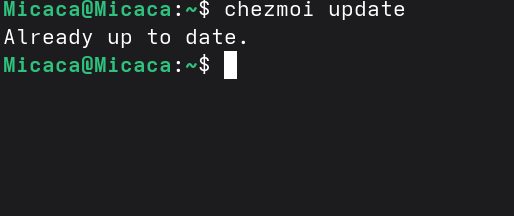 Micaca@Micaca:~$ chezmoi update
Already up to date.
Micaca@Micaca:~$